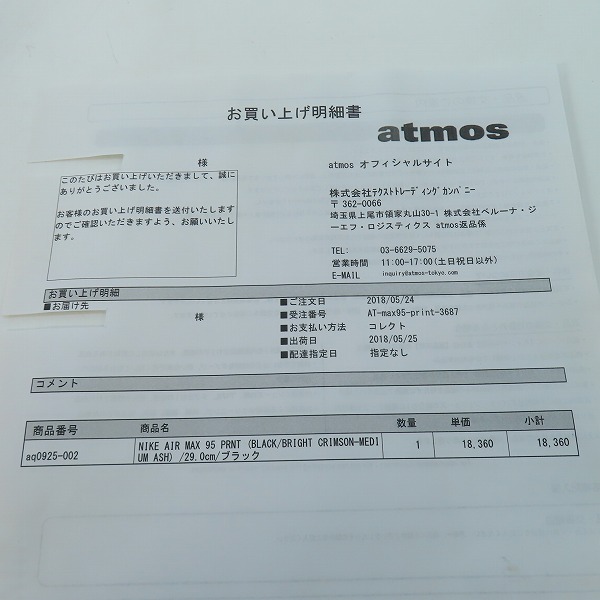 お買い上げ明細書
atmos
様
このたびはお買い上げいただきまして、誠に
ありがとうございました。
お客様のお買い上げ明細書を送付いたします
のでご確認いただきますよう、お願いいたし
ます。
atmos オフィシャルサイト
株式会社テクストトレーディングカンパニー
〒362-0066
埼玉県上尾市領家丸山30-1 株式会社ベルーナ・ジ
ーエフ・ロジスティクス atmos返品係
TEL: 03-6629-5075
営業時間 11:00-17:00(土日祝日以外)
E-MAIL inquiry@atmos-tokyo.com
お買い上げ明細
■お届け先
様
■ご注文日 2018/05/24
■受注番号 AT-max95-print-3687
■お支払い方法 コレクト
■出荷日 2018/05/25
■配達指定日 指定なし
コメント
商品番号 商品名 数量 単価 小計
aq0925-002 NIKE AIR MAX 95 PRNT (BLACK/BRIGHT CRIMSON-MEDI 1 18,360 18,360
UM ASH) /29.0cm/ブラック